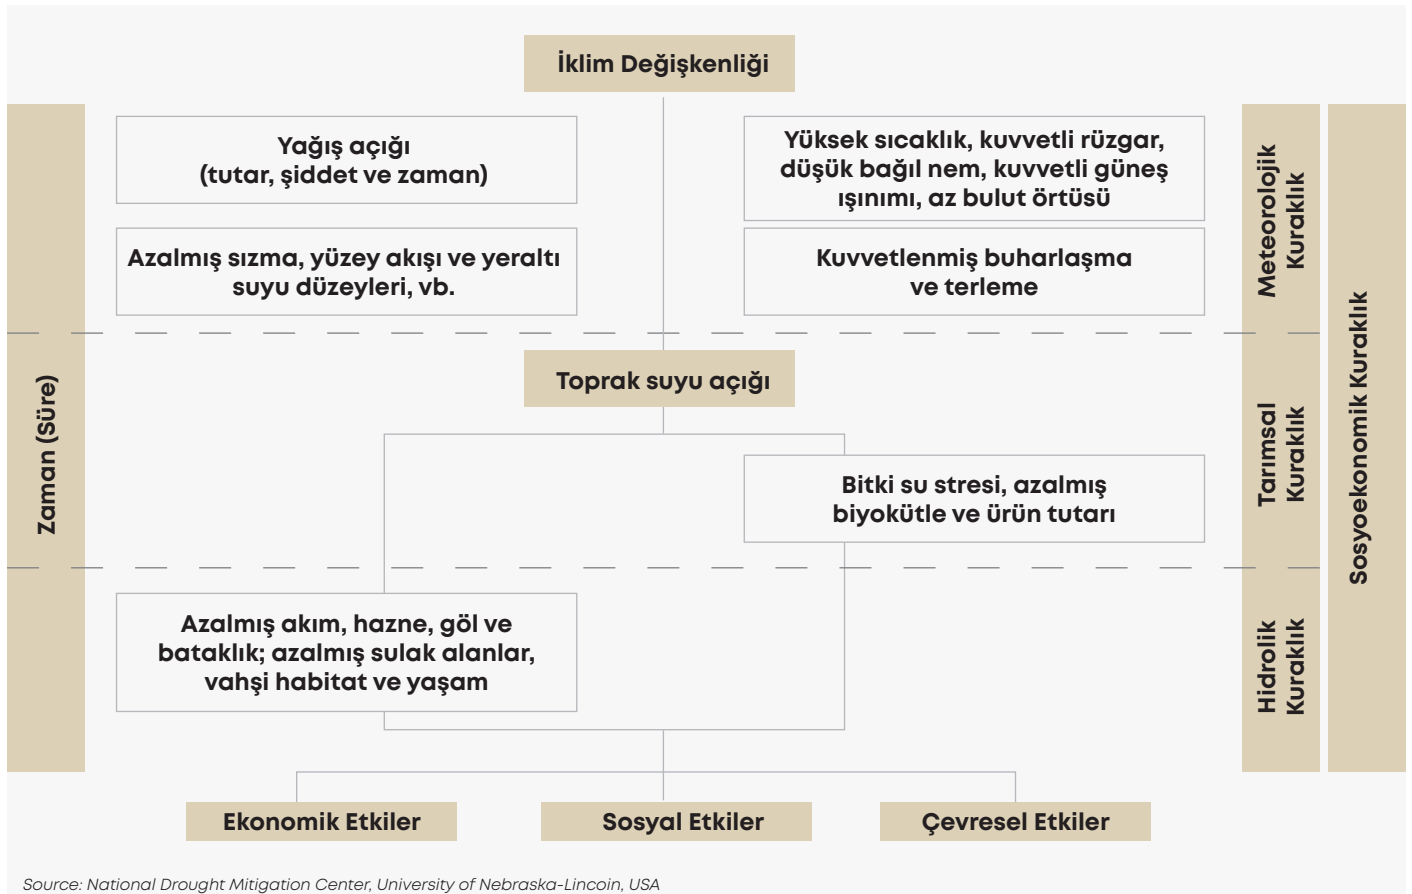 İklim Değişkenliği
Yağış açığı
(tutar, şiddet ve zaman)
Yüksek sıcaklık, kuvvetli rüzgar,
düşük bağıl nem, kuvvetli güneş
ışınımı, az bulut örtüsü
Azalmış sızma, yüzey akışı ve yeraltı
suyu düzeyleri, vb.
Kuvvetlenmiş buharlaşma
ve terleme
Meteorolojik
Kuraklık
Toprak suyu açığı
Zaman (Süre)
Bitki su stresi, azalmış
biyokütle ve ürün tutarı
Tarımsal
Kuraklık
Sosyoekonomik Kuraklık
Azalmış akım, hazne, göl ve
bataklık; azalmış sulak alanlar,
vahşi habitat ve yaşam
Hidrolik
Kuraklık
Ekonomik Etkiler
Sosyal Etkiler
Çevresel Etkiler
Source: National Drought Mitigation Center, University of Nebraska-Lincoin, USA